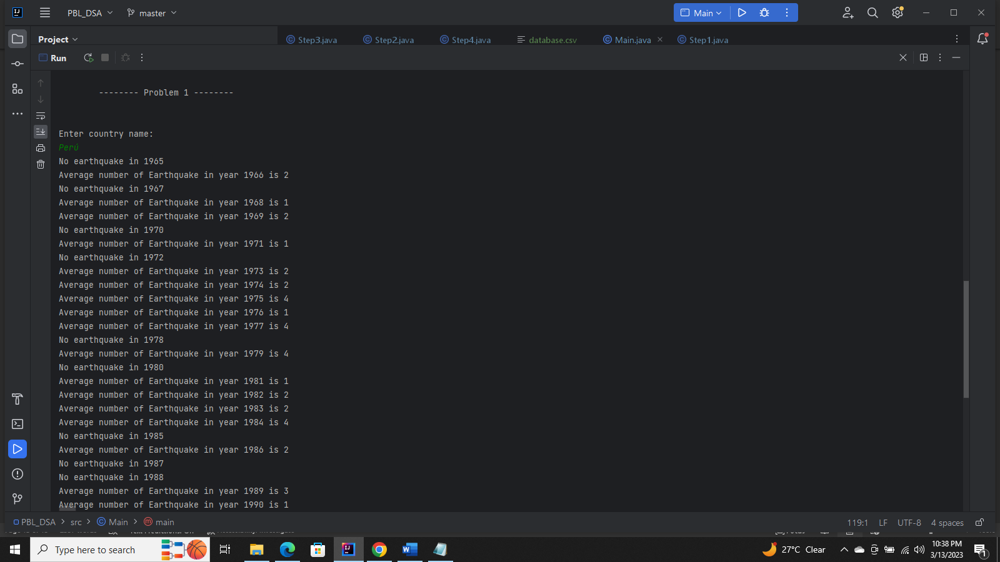 PBL_DSA master Main
Project Step3.java Step2.java Step4.java database.csv Main.java Step1.java
Run
-------- Problem 1 --------
Enter country name:
Perú
No earthquake in 1965
Average number of Earthquake in year 1966 is 2
No earthquake in 1967
Average number of Earthquake in year 1968 is 1
Average number of Earthquake in year 1969 is 2
No earthquake in 1970
Average number of Earthquake in year 1971 is 1
No earthquake in 1972
Average number of Earthquake in year 1973 is 2
Average number of Earthquake in year 1974 is 2
Average number of Earthquake in year 1975 is 4
Average number of Earthquake in year 1976 is 1
Average number of Earthquake in year 1977 is 4
No earthquake in 1978
Average number of Earthquake in year 1979 is 4
No earthquake in 1980
Average number of Earthquake in year 1981 is 1
Average number of Earthquake in year 1982 is 2
Average number of Earthquake in year 1983 is 2
Average number of Earthquake in year 1984 is 4
No earthquake in 1985
Average number of Earthquake in year 1986 is 2
No earthquake in 1987
No earthquake in 1988
Average number of Earthquake in year 1989 is 3
Average number of Earthquake in year 1990 is 1
PBL_DSA > src > Main > main 119:1 LF UTF-8 4 spaces
Type here to search 27°C Clear 10:38 PM
3/13/2023 1